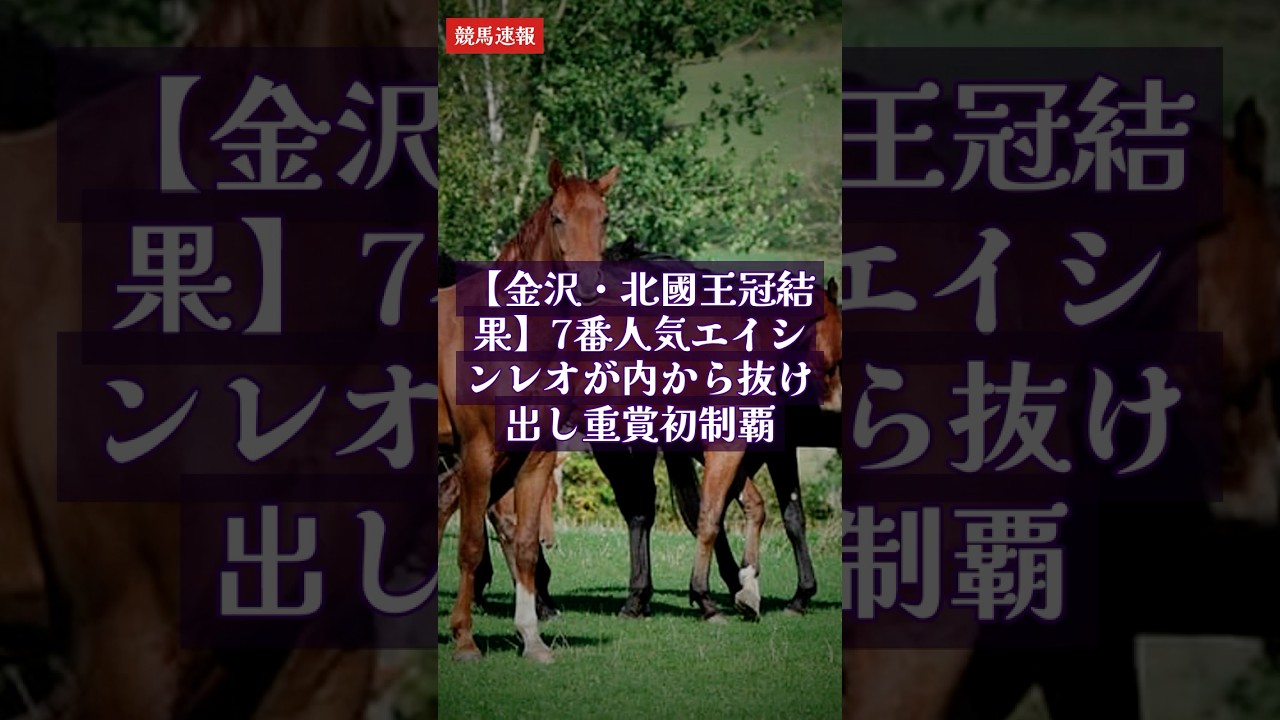 競馬速報
【金沢・北國王冠結
果】7番人気エイシ
ンレオが内から抜け
出し重賞初制覇